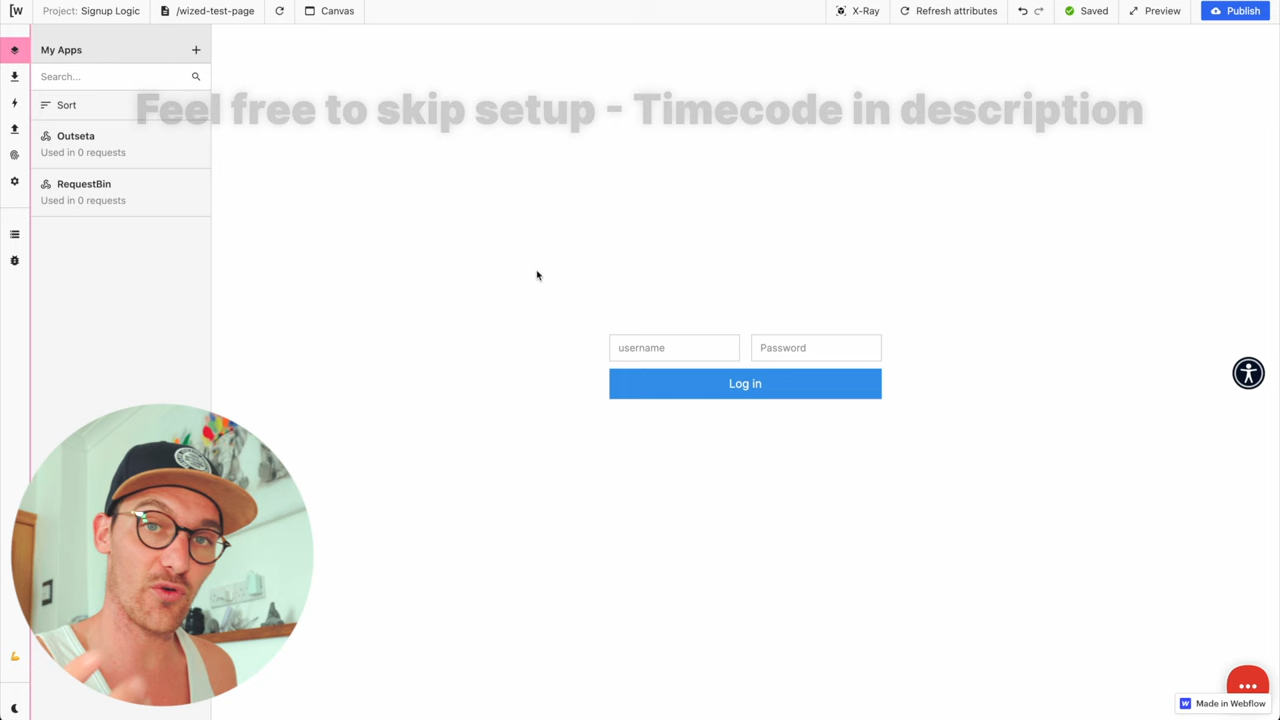 [W Project: Signup Logic /wized-test-page Canvas X-Ray Refresh attributes Saved Preview Publish
My Apps
Search...
Sort
Feel free to skip setup - Timecode in description
Outseta
Used in 0 requests
RequestBin
Used in 0 requests
username Password
Log in
Made in Webflow